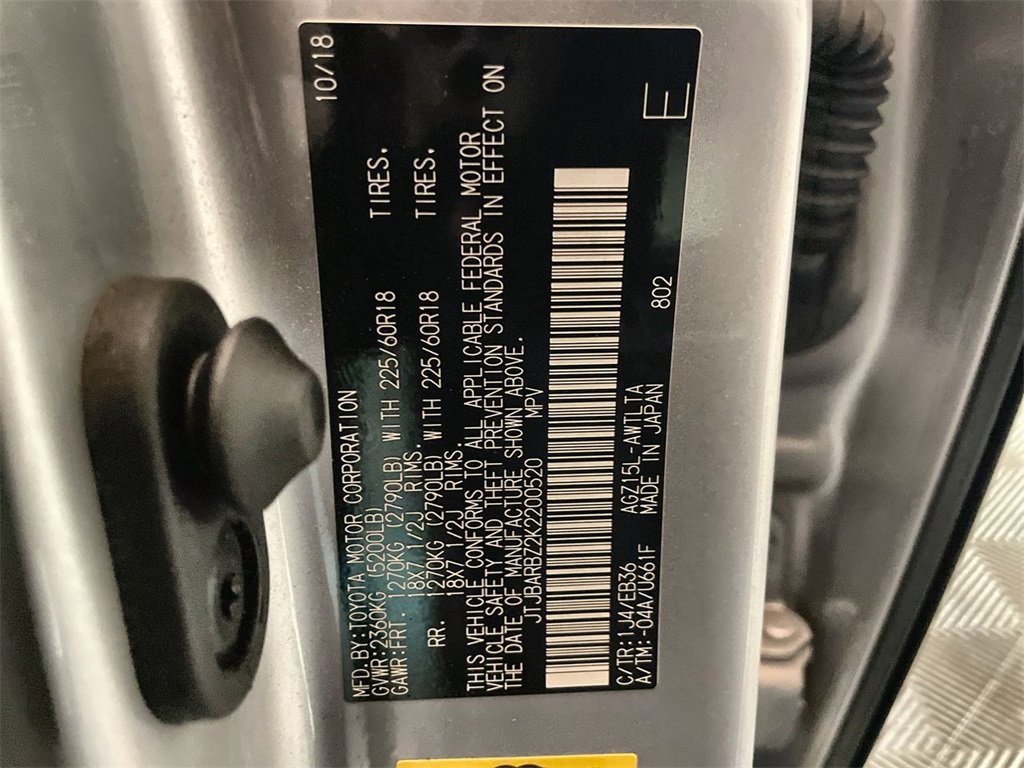 MFD.BY:TOYOTA MOTOR CORPORATION 10/18
GVWR:2360KG (5200LB)
GAWR:FRT. 1270KG (2790LB) WITH 225/60R18 TIRES.
18X7 1/2J RIMS.
RR. 1270KG (2790LB) WITH 225/60R18 TIRES.
18X7 1/2J RIMS.
THIS VEHICLE CONFORMS TO ALL APPLICABLE FEDERAL MOTOR
VEHICLE SAFETY AND THEFT PREVENTION STANDARDS IN EFFECT ON
THE DATE OF MANUFACTURE SHOWN ABOVE.
JTJBARBZ2K2200520 MPV
C/TR:1J4/EB36 AGZ15L-AWTLTA 802
A/TM:-04A/U661F MADE IN JAPAN
E